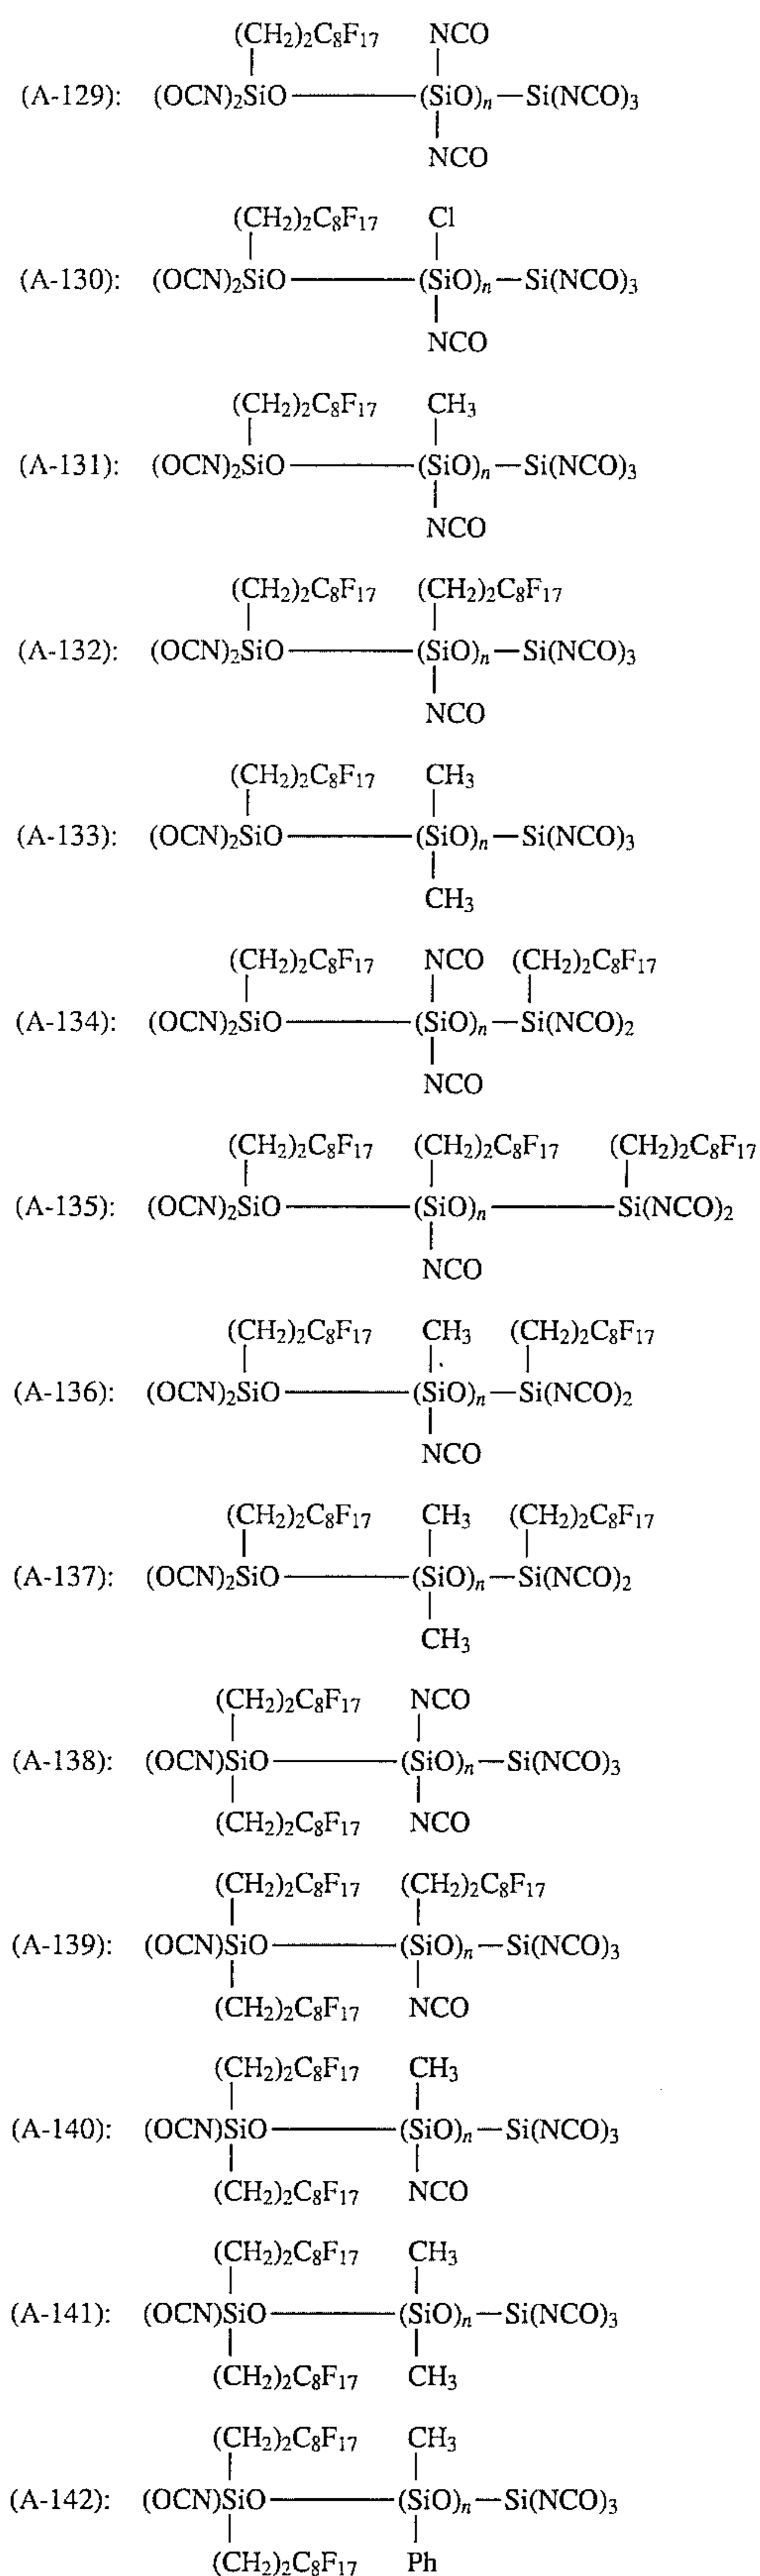 (CH₂)₂C₈F₁₇ NCO
(A-129): (OCN)₂SiO (SiO)ₙ Si(NCO)₃
NCO
(CH₂)₂C₈F₁₇ Cl
(A-130): (OCN)₂SiO (SiO)ₙ Si(NCO)₃
NCO
(CH₂)₂C₈F₁₇ CH₃
(A-131): (OCN)₂SiO (SiO)ₙ Si(NCO)₃
NCO
(CH₂)₂C₈F₁₇ (CH₂)₂C₈F₁₇
(A-132): (OCN)₂SiO (SiO)ₙ Si(NCO)₃
NCO
(CH₂)₂C₈F₁₇ CH₃
(A-133): (OCN)₂SiO (SiO)ₙ Si(NCO)₃
CH₃
(CH₂)₂C₈F₁₇ NCO (CH₂)₂C₈F₁₇
(A-134): (OCN)₂SiO (SiO)ₙ Si(NCO)₂
NCO
(CH₂)₂C₈F₁₇ (CH₂)₂C₈F₁₇ (CH₂)₂C₈F₁₇
(A-135): (OCN)₂SiO (SiO)ₙ Si(NCO)₂
NCO
(CH₂)₂C₈F₁₇ CH₃ (CH₂)₂C₈F₁₇
(A-136): (OCN)₂SiO (SiO)ₙ Si(NCO)₂
NCO
(CH₂)₂C₈F₁₇ CH₃ (CH₂)₂C₈F₁₇
(A-137): (OCN)₂SiO (SiO)ₙ Si(NCO)₂
CH₃
(CH₂)₂C₈F₁₇ NCO
(A-138): (OCN)SiO (SiO)ₙ Si(NCO)₃
(CH₂)₂C₈F₁₇ NCO
(CH₂)₂C₈F₁₇ (CH₂)₂C₈F₁₇
(A-139): (OCN)SiO (SiO)ₙ Si(NCO)₃
(CH₂)₂C₈F₁₇ NCO
(CH₂)₂C₈F₁₇ CH₃
(A-140): (OCN)SiO (SiO)ₙ Si(NCO)₃
(CH₂)₂C₈F₁₇ NCO
(CH₂)₂C₈F₁₇ CH₃
(A-141): (OCN)SiO (SiO)ₙ Si(NCO)₃
(CH₂)₂C₈F₁₇ CH₃
(CH₂)₂C₈F₁₇ CH₃
(A-142): (OCN)SiO (SiO)ₙ Si(NCO)₃
(CH₂)₂C₈F₁₇ Ph